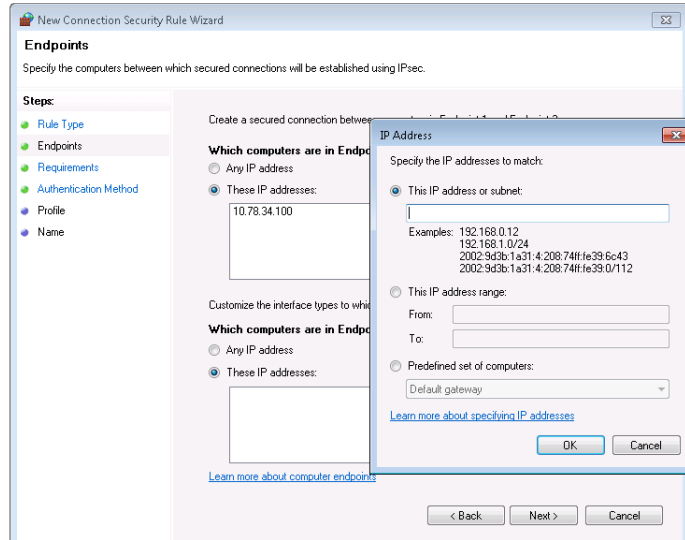 New Connection Security Rule Wizard
Endpoints
Specify the computers between which secured connections will be established using IPsec.
Steps:
Rule Type
Endpoints
Requirements
Authentication Method
Profile
Name
Create a secured connection betwee
Which computers are in Endpo
Any IP address
These IP addresses:
10.78.34.100
Customize the interface types to whic
Which computers are in Endpo
Any IP address
These IP addresses:
Learn more about computer endpoints
< Back
Next >
Cancel
IP Address
Specify the IP addresses to match:
This IP address or subnet:
Examples: 192.168.0.12
192.168.1.0/24
2002:9d3b:1a31:4:208:74ff:fe39:6c43
2002:9d3b:1a31:4:208:74ff:fe39:0/112
This IP address range:
From:
To:
Predefined set of computers:
Default gateway
Learn more about specifying IP addresses
OK
Cancel